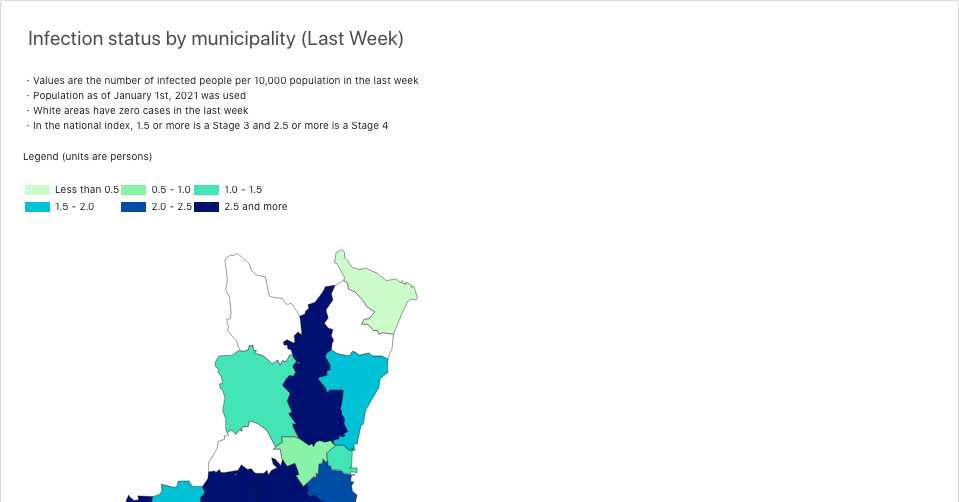 Infection status by municipality (Last Week)
· Values are the number of infected people per 10,000 population in the last week
· Population as of January 1st, 2021 was used
· White areas have zero cases in the last week
· In the national index, 1.5 or more is a Stage 3 and 2.5 or more is a Stage 4
Legend (units are persons)
Less than 0.5 0.5 - 1.0 1.0 - 1.5
1.5 - 2.0 2.0 - 2.5 2.5 and more